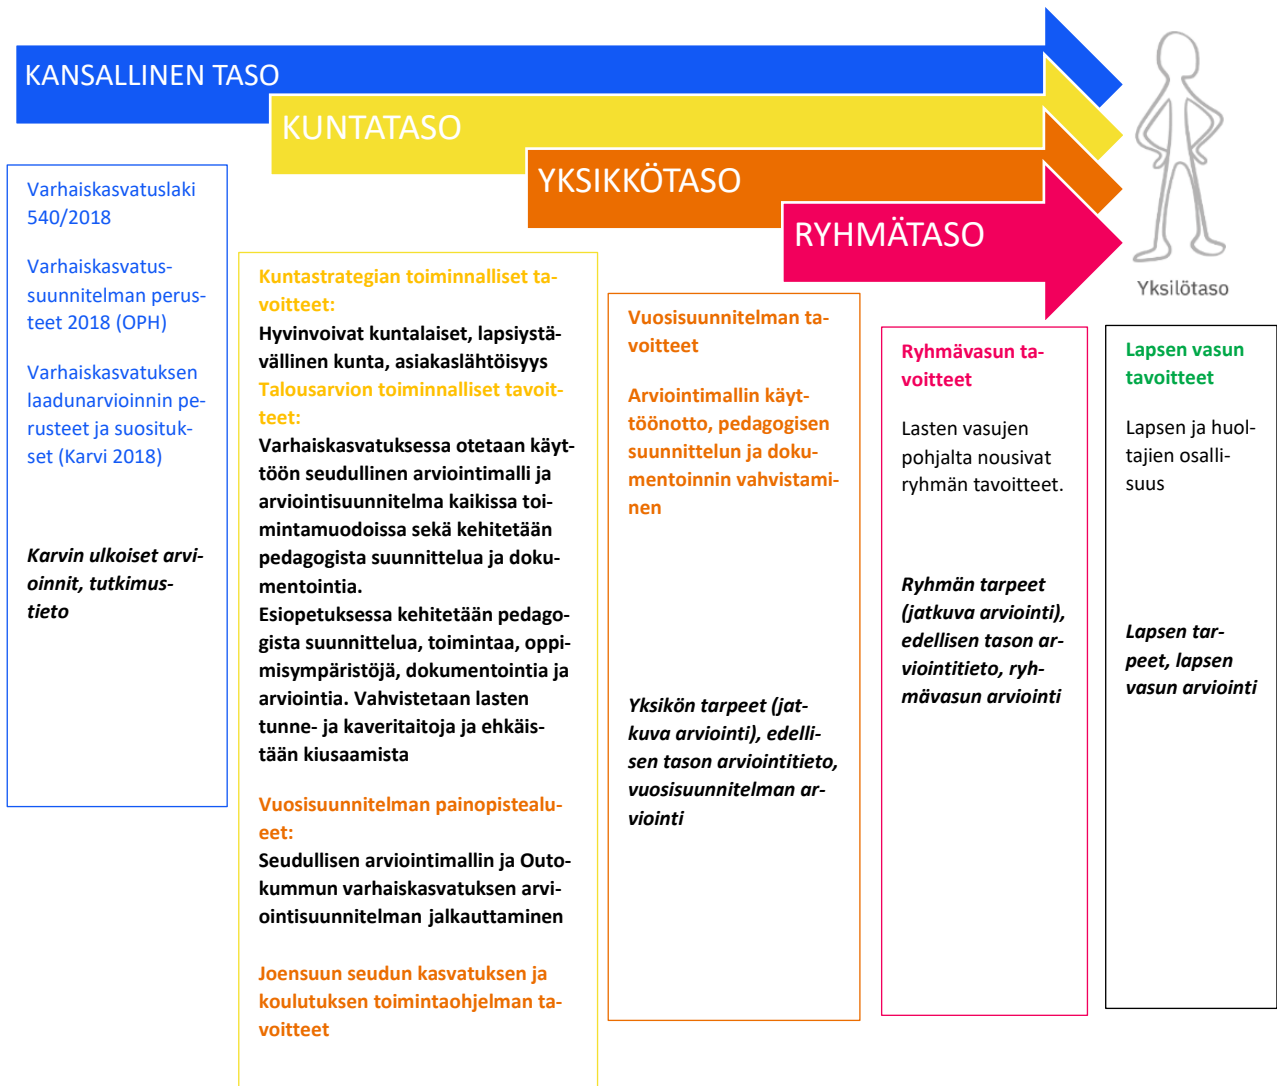 KANSALLINEN TASO
KUNTATASO
YKSIKKÖTASO
RYHMÄTASO
Yksilötaso
Varhaiskasvatuslaki
540/2018
Varhaiskasvatus-
suunnitelman perus-
teet 2018 (OPH)
Varhaiskasvatuksen
laadunarvioinnin pe-
rusteet ja suosituk-
set (Karvi 2018)
Karvin ulkoiset arvi-
oinnit, tutkimus-
tieto
Kuntastrategian toiminnalliset ta-
voitteet:
Hyvinvoivat kuntalaiset, lapsiystä-
vällinen kunta, asiakaslähtöisyys
Talousarvion toiminnalliset tavoit-
teet:
Varhaiskasvatuksessa otetaan käyt-
töön seudullinen arviointimalli ja
arviointisuunnitelma kaikissa toi-
mintamuodoissa sekä kehitetään
pedagogista suunnittelua ja doku-
mentointia.
Esiopetuksessa kehitetään pedago-
gista suunnittelua, toimintaa, oppi-
misympäristöjä, dokumentointia ja
arviointia. Vahvistetaan lasten
tunne- ja kaveritaitoja ja ehkäis-
tään kiusaamista
Vuosisuunnitelman painopistealu-
eet:
Seudullisen arviointimallin ja Outo-
kummun varhaiskasvatuksen arvi-
ointisuunnitelman jalkauttaminen
Joensuun seudun kasvatuksen ja
koulutuksen toimintaohjelman ta-
voitteet
Vuosisuunnitelman ta-
voitteet
Arviointimallin käyt-
töönotto, pedagogisen
suunnittelun ja doku-
mentoinnin vahvistami-
nen
Yksikön tarpeet (jat-
kuva arviointi), edelli-
sen tason arviointitieto,
vuosisuunnitelman ar-
viointi
Ryhmävasun ta-
voitteet
Lasten vasujen
pohjalta nousivat
ryhmän tavoitteet.
Ryhmän tarpeet
(jatkuva arviointi),
edellisen tason ar-
viointitieto, ryh-
mävasun arviointi
Lapsen vasun
tavoitteet
Lapsen ja huol-
tajien osalli-
suus
Lapsen tar-
peet, lapsen
vasun arviointi